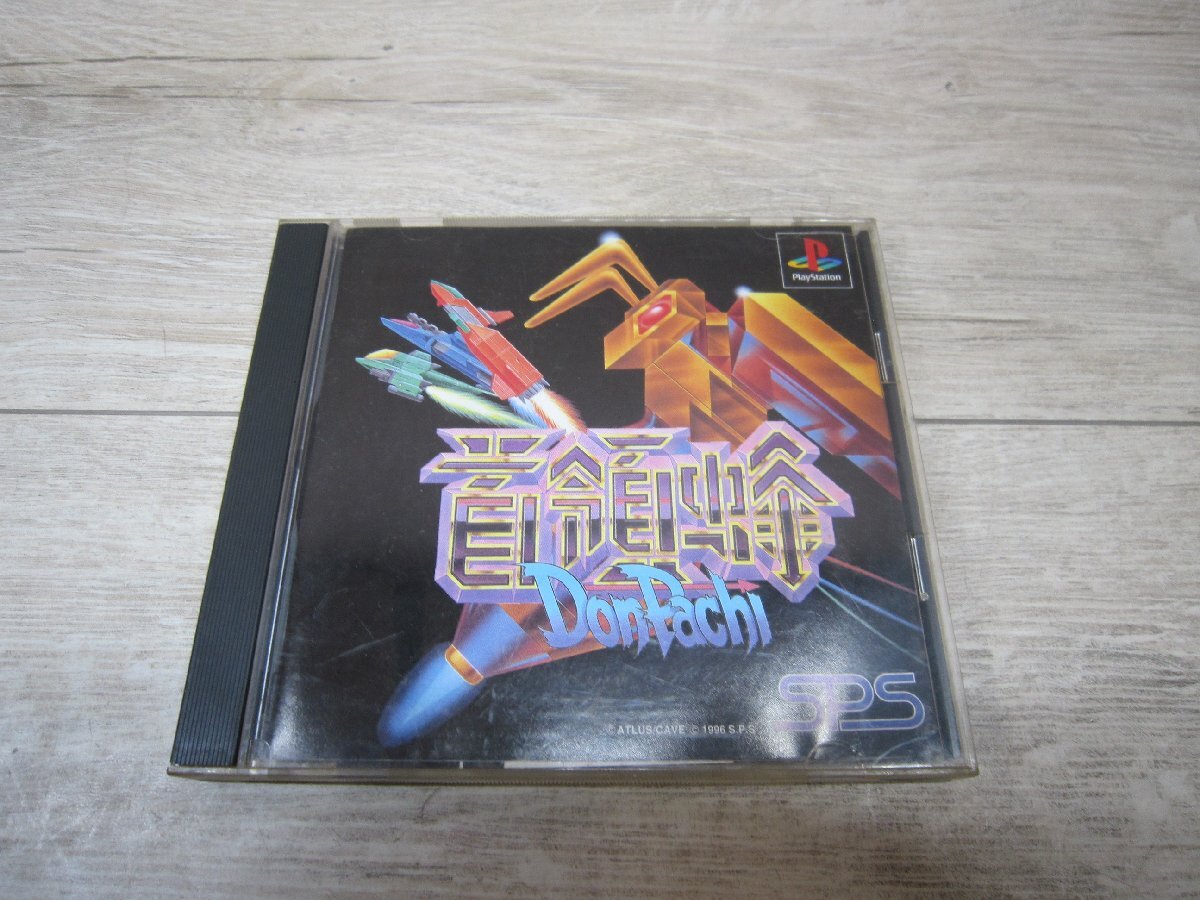 PlayStation
首領蜂
DonPachi
SPS
© ATLUS/CAVE © 1996 S.P.S